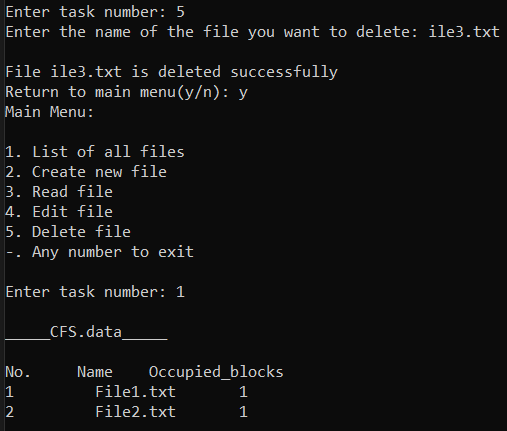 Enter task number: 5
Enter the name of the file you want to delete: ile3.txt
File ile3.txt is deleted successfully
Return to main menu(y/n): y
Main Menu:
1. List of all files
2. Create new file
3. Read file
4. Edit file
5. Delete file
-. Any number to exit
Enter task number: 1
_____CFS.data_____
No.     Name    Occupied_blocks
1         File1.txt       1
2         File2.txt       1